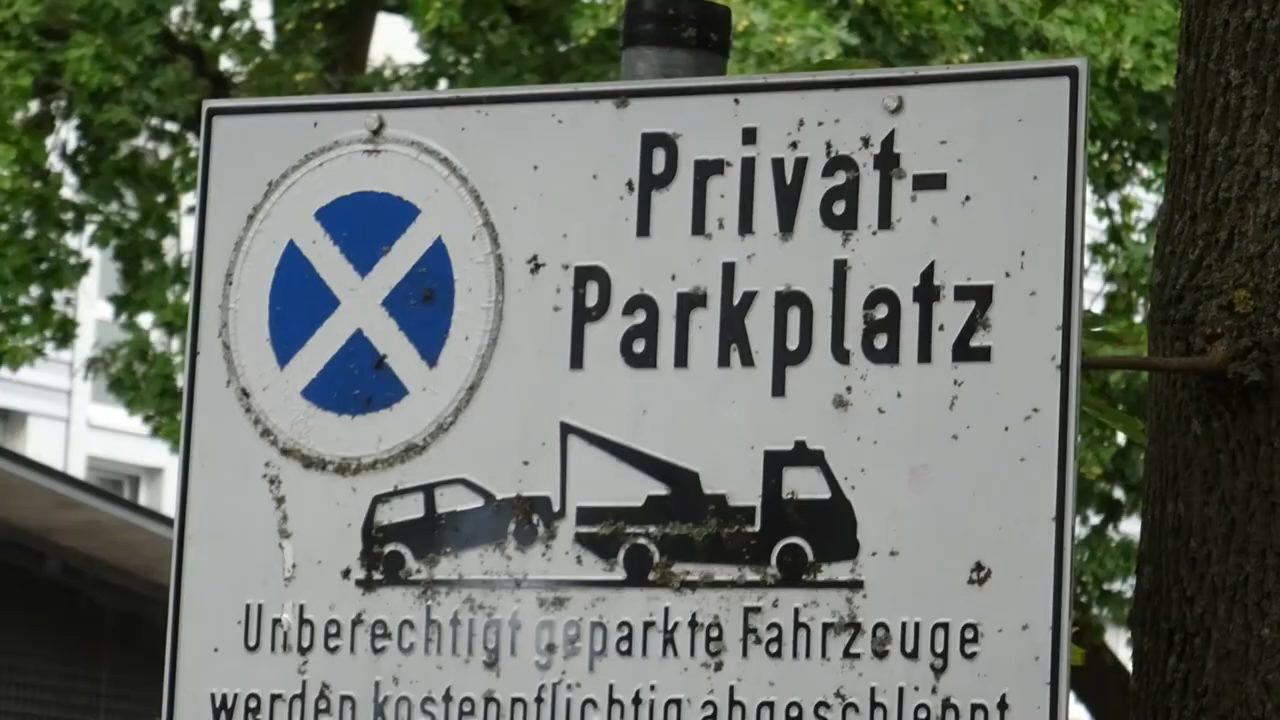 Privat-
Parkplatz
Unberechtigt geparkte Fahrzeuge
werden kostenpflichtig abgeschleppt